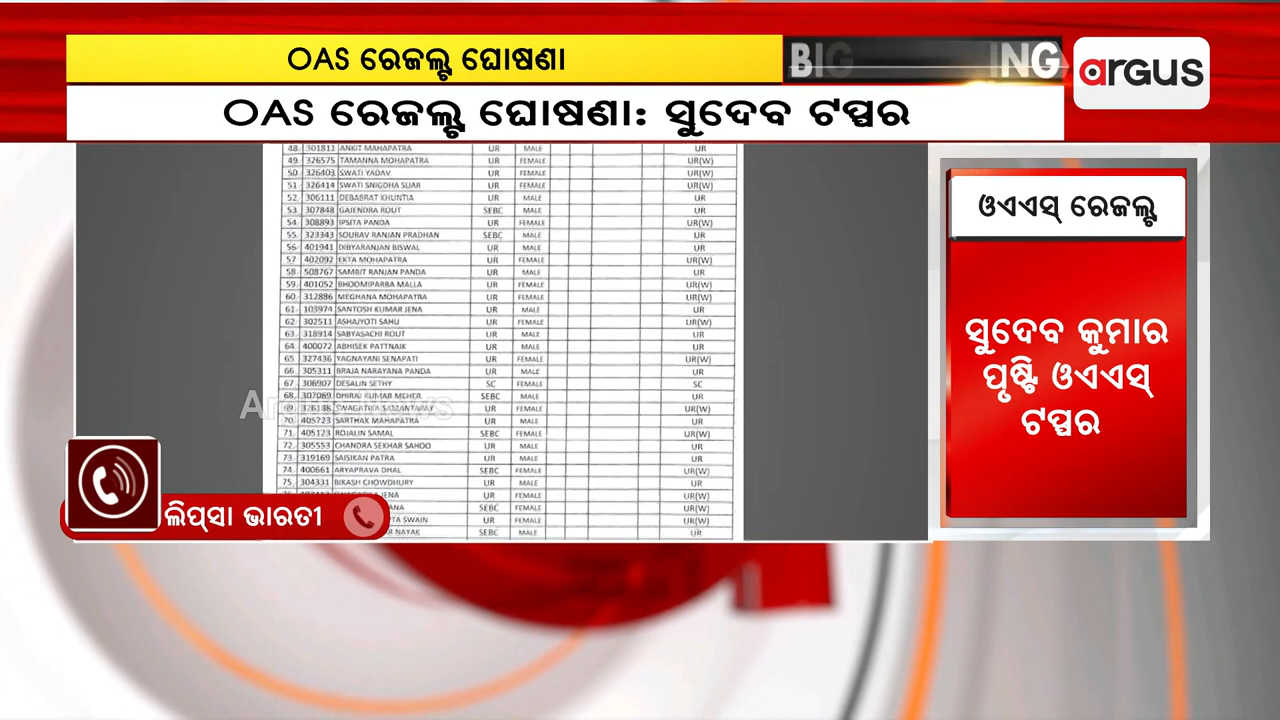 OAS ରେଜଲ୍ଟ ଘୋଷଣା
BIG ING
argus
OAS ରେଜଲ୍ଟ ଘୋଷଣା: ସୁଦେବ ଟପ୍ପର
48. 301811 ANKIT MAHAPATRA UR MALE UR
49. 326575 TAMANNA MOHAPATRA UR FEMALE UR(W)
50. 326403 SWATI YADAV UR FEMALE UR(W)
51. 326414 SWATI SNIGDHA SUAR UR FEMALE UR(W)
52. 306111 DEBABRAT KHUNTIA UR MALE UR
53. 307848 GAJENDRA ROUT SEBC MALE UR
54. 308893 IPSITA PANDA UR FEMALE UR(W)
55. 323343 SOURAV RANJAN PRADHAN SEBC MALE UR
56. 401941 DIBYARANJAN BISWAL UR MALE UR
57. 402092 EKTA MOHAPATRA UR FEMALE UR(W)
58. 508767 SAMBIT RANJAN PANDA UR MALE UR
59. 401052 BHOOMIPARBA MALLA UR FEMALE UR(W)
60. 312886 MEGHANA MOHAPATRA UR FEMALE UR(W)
61. 103974 SANTOSH KUMAR JENA UR MALE UR
62. 302511 ASHAJYOTI SAHU UR FEMALE UR(W)
63. 318914 SABYASACHI ROUT UR MALE UR
64. 400072 ABHISEK PATTNAIK UR MALE UR
65. 327436 YAGNAYANI SENAPATI UR FEMALE UR(W)
66. 305311 BRAJA NARAYANA PANDA UR MALE UR
67. 306907 DESALIN SETHY SC FEMALE SC
68. 307069 DHIRAJ KUMAR MEHER SEBC MALE UR
69. 326188 SWAGATIKA SAMANTARAY UR FEMALE UR(W)
70. 405723 SARTHAK MAHAPATRA UR MALE UR
71. 405123 ROJALIN SAMAL SEBC FEMALE UR(W)
72. 305553 CHANDRA SEKHAR SAHOO UR MALE UR
73. 319169 SAISIKAN PATRA UR MALE UR
74. 400661 ARYAPRAVA DHAL SEBC FEMALE UR(W)
75. 304331 BIKASH CHOWDHURY UR MALE UR
JENA UR FEMALE UR(W)
ANA SEBC FEMALE UR(W)
SWAIN UR FEMALE UR(W)
NAYAK SEBC MALE UR
Argus News
ଲିପ୍ସା ଭାରତୀ
ଓଏଏସ୍ ରେଜଲ୍ଟ
ସୁଦେବ କୁମାର
ପୃଷ୍ଟି ଓଏଏସ୍
ଟପ୍ପର